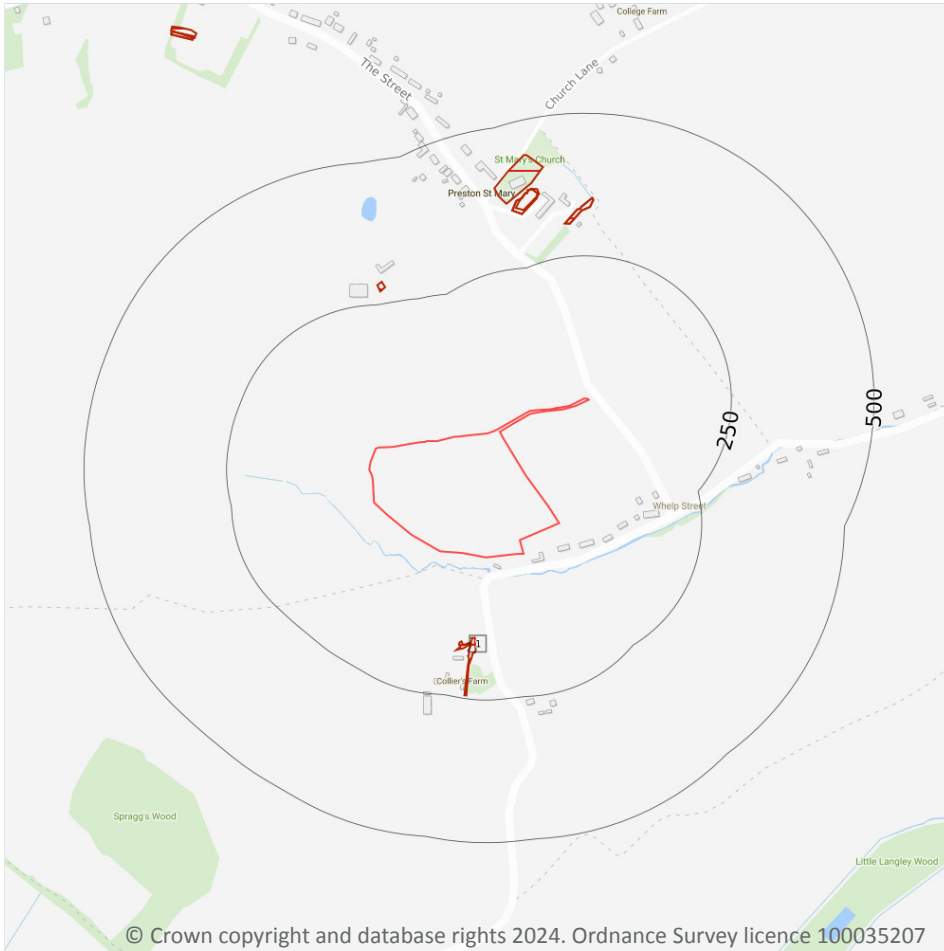 College Farm
The Street
Church Lane
St Mary's Church
Preston St Mary
500
250
Whelp Street
1
Collier's Farm
Spragg's Wood
Little Langley Wood
© Crown copyright and database rights 2024. Ordnance Survey licence 100035207